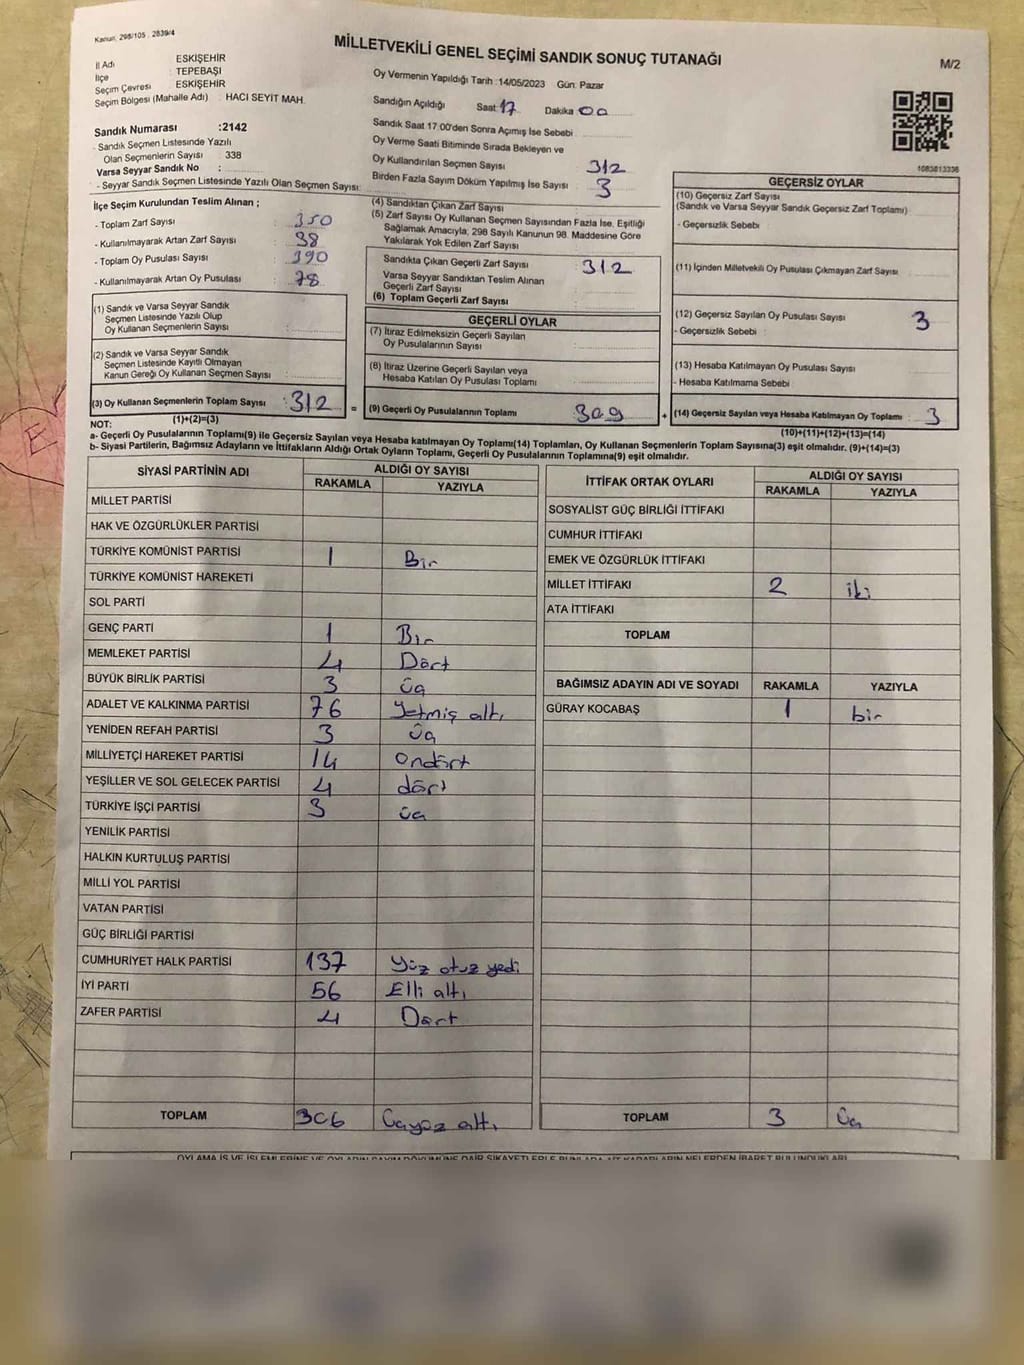 Kanun. 298/105 , 2839/4
MİLLETVEKİLİ GENEL SEÇİMİ SANDIK SONUÇ TUTANAĞI
M/2
İl Adı : ESKİŞEHİR
İlçe : TEPEBAŞI
Seçim Çevresi : ESKİŞEHİR
Seçim Bölgesi (Mahalle Adı) : HACI SEYİT MAH.
Oy Vermenin Yapıldığı Tarih :14/05/2023 Gün: Pazar
Sandığın Açıldığı Saat 17 Dakika 00
Sandık Saat 17:00'den Sonra Açımış İse Sebebi
Sandık Numarası :2142
- Sandık Seçmen Listesinde Yazılı
Olan Seçmenlerin Sayısı : 338
Varsa Seyyar Sandık No :
- Seyyar Sandık Seçmen Listesinde Yazılı Olan Seçmen Sayısı:
Oy Verme Saati Bitiminde Sırada Bekleyen ve
Oy Kullandırılan Seçmen Sayısı 312
Birden Fazla Sayım Döküm Yapılmış İse Sayısı : 3
1083813336
İlçe Seçim Kurulundan Teslim Alınan ;
- Toplam Zarf Sayısı : 350
- Kullanılmayarak Artan Zarf Sayısı : 38
- Toplam Oy Pusulası Sayısı : 390
- Kullanılmayarak Artan Oy Pusulası : 78
(4) Sandıktan Çıkan Zarf Sayısı :
(5) Zarf Sayısı Oy Kullanan Seçmen Sayısından Fazla İse, Eşitliği
Sağlamak Amacıyla, 298 Sayılı Kanunun 98. Maddesine Göre
Yakılarak Yok Edilen Zarf Sayısı
Sandıkta Çıkan Geçerli Zarf Sayısı : 312
Varsa Seyyar Sandıktan Teslim Alınan
Geçerli Zarf Sayısı
(6) Toplam Geçerli Zarf Sayısı :
GEÇERSİZ OYLAR
(10) Geçersiz Zarf Sayısı
(Sandık ve Varsa Seyyar Sandık Geçersiz Zarf Toplamı)
- Geçersizlik Sebebi :
(11) İçinden Milletvekili Oy Pusulası Çıkmayan Zarf Sayısı
(12) Geçersiz Sayılan Oy Pusulası Sayısı 3
- Geçersizlik Sebebi :
(13) Hesaba Katılmayan Oy Pusulası Sayısı
- Hesaba Katılmama Sebebi
(14) Geçersiz Sayılan veya Hesaba Katılmayan Oy Toplamı : 3
(10)+(11)+(12)+(13)=(14)
(1) Sandık ve Varsa Seyyar Sandık
Seçmen Listesinde Yazılı Olup
Oy Kullanan Seçmenlerin Sayısı :
(2) Sandık ve Varsa Seyyar Sandık
Seçmen Listesinde Kayıtlı Olmayan
Kanun Gereği Oy Kullanan Seçmen Sayısı :
(3) Oy Kullanan Seçmenlerin Toplam Sayısı :312 =
(1)+(2)=(3)
GEÇERLİ OYLAR
(7) İtiraz Edilmeksizin Geçerli Sayılan
Oy Pusulalarının Sayısı :
(8) İtiraz Üzerine Geçerli Sayılan veya
Hesaba Katılan Oy Pusulası Toplamı :
(9) Geçerli Oy Pusulalarının Toplamı : 309 +
NOT:
a- Geçerli Oy Pusulalarının Toplamı(9) ile Geçersiz Sayılan veya Hesaba katılmayan Oy Toplamı(14) Toplamları, Oy Kullanan Seçmenlerin Toplam Sayısına(3) eşit olmalıdır. (9)+(14)=(3)
b- Siyasi Partilerin, Bağımsız Adayların ve İttifakların Aldığı Ortak Oyların Toplamı, Geçerli Oy Pusulalarının Toplamına(9) eşit olmalıdır.
SİYASİ PARTİNİN ADI ALDIĞI OY SAYISI
RAKAMLA YAZIYLA
MİLLET PARTİSİ
HAK VE ÖZGÜRLÜKLER PARTİSİ
TÜRKİYE KOMÜNİST PARTİSİ 1 Bir
TÜRKİYE KOMÜNİST HAREKETİ
SOL PARTİ
GENÇ PARTİ 1 Bir
MEMLEKET PARTİSİ 4 Dört
BÜYÜK BİRLİK PARTİSİ 3 üç
ADALET VE KALKINMA PARTİSİ 76 Yetmiş altı
YENİDEN REFAH PARTİSİ 3 üç
MİLLİYETÇİ HAREKET PARTİSİ 14 Ondört
YEŞİLLER VE SOL GELECEK PARTİSİ 4 dört
TÜRKİYE İŞÇİ PARTİSİ 3 üç
YENİLİK PARTİSİ
HALKIN KURTULUŞ PARTİSİ
MİLLİ YOL PARTİSİ
VATAN PARTİSİ
GÜÇ BİRLİĞİ PARTİSİ
CUMHURİYET HALK PARTİSİ 137 Yüz otuz yedi
İYİ PARTİ 56 Elli altı
ZAFER PARTİSİ 4 Dört
TOPLAM 306 Üçyüz altı
İTTİFAK ORTAK OYLARI ALDIĞI OY SAYISI
RAKAMLA YAZIYLA
SOSYALİST GÜÇ BİRLİĞİ İTTİFAKI
CUMHUR İTTİFAKI
EMEK VE ÖZGÜRLÜK İTTİFAKI
MİLLET İTTİFAKI 2 iki
ATA İTTİFAKI
TOPLAM
BAĞIMSIZ ADAYIN ADI VE SOYADI RAKAMLA YAZIYLA
GÜRAY KOCABAŞ 1 bir
TOPLAM 3 üç
OYLAMA İŞ VE İŞLEMLERİNE VE OYLARIN SAYIM DÖKÜMÜNE DAİR ŞİKAYETLERLE BUNLARA AİT KARARLARIN NELERDEN İBARET BULUNDUKLARI